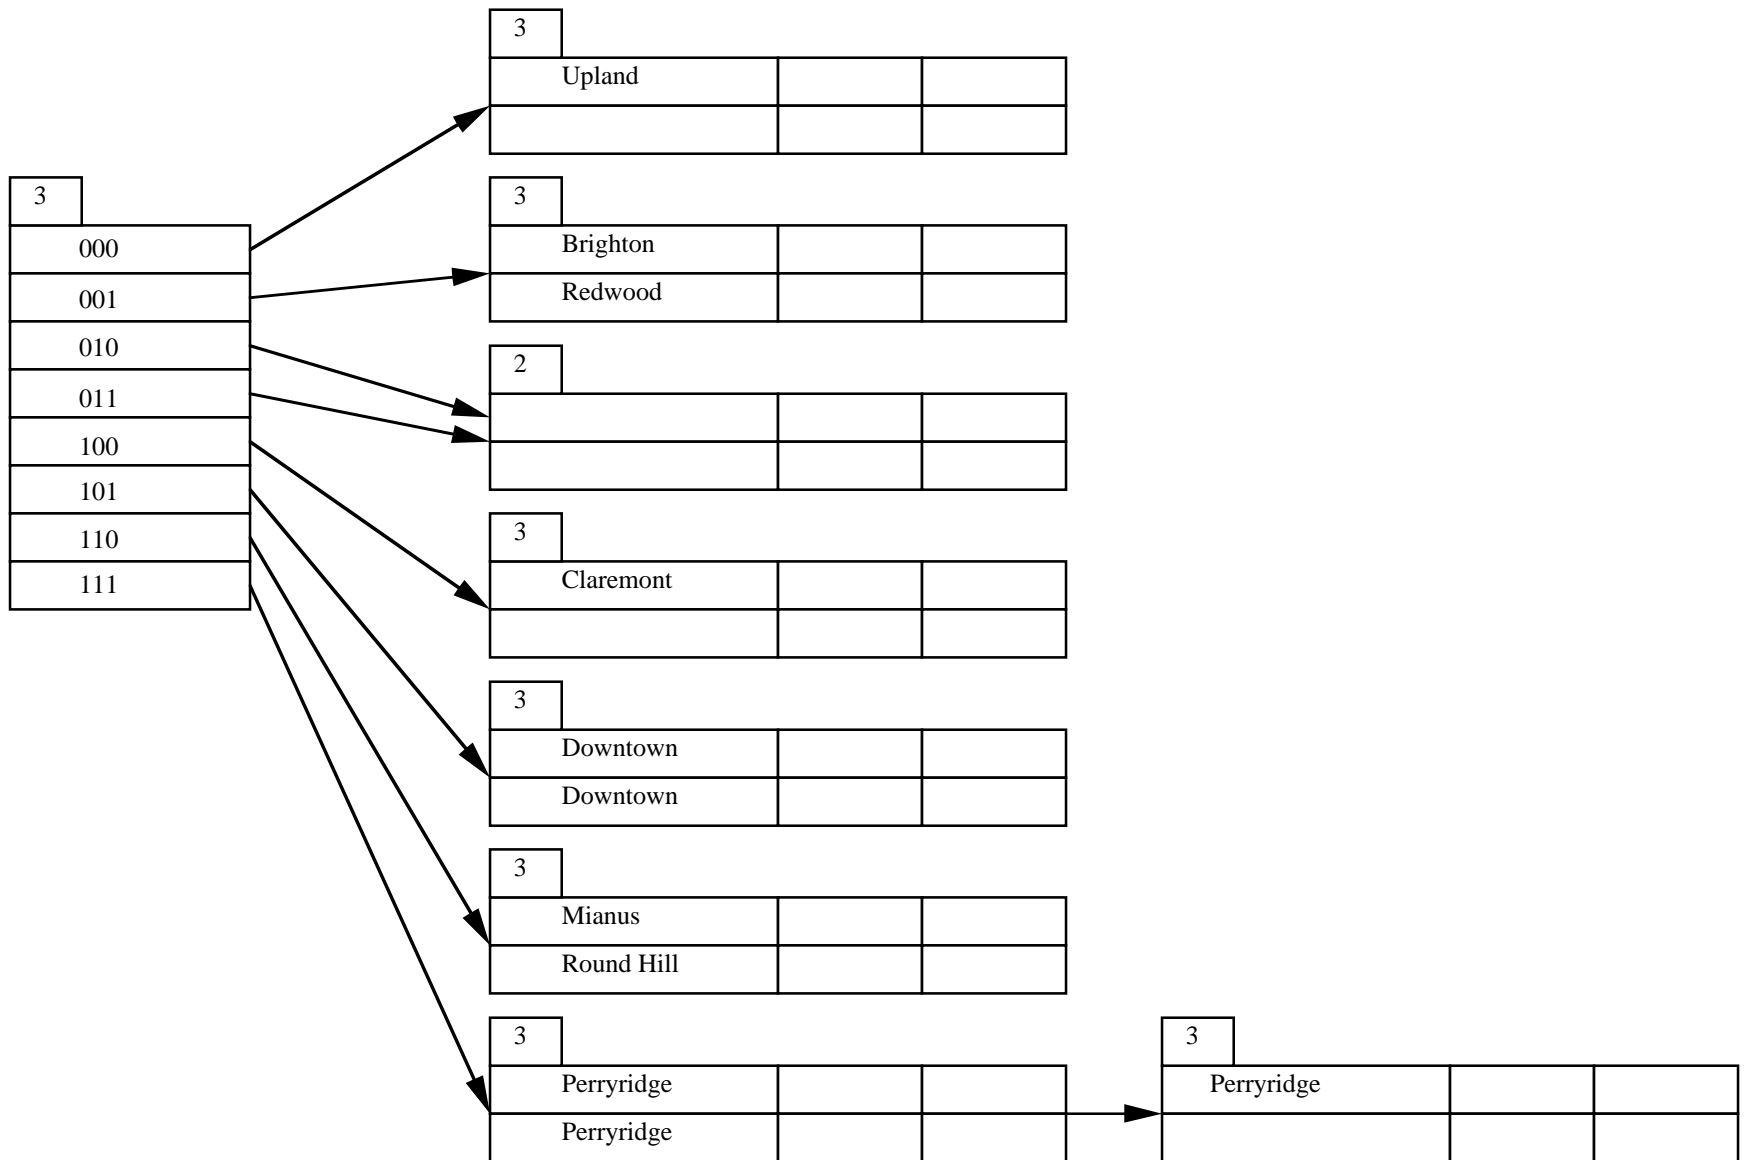 3
Upland
3
000
001
010
011
100
101
110
111
3
Brighton
Redwood
2
3
Claremont
3
Downtown
Downtown
3
Mianus
Round Hill
3
Perryridge
Perryridge
3
Perryridge